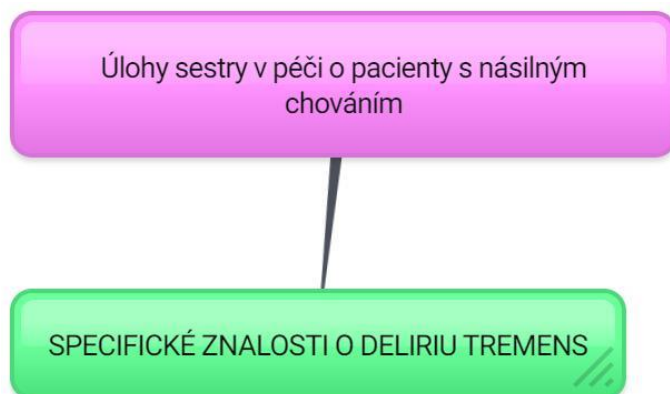 Úlohy sestry v péči o pacienty s násilným
chováním
SPECIFICKÉ ZNALOSTI O DELIRIU TREMENS